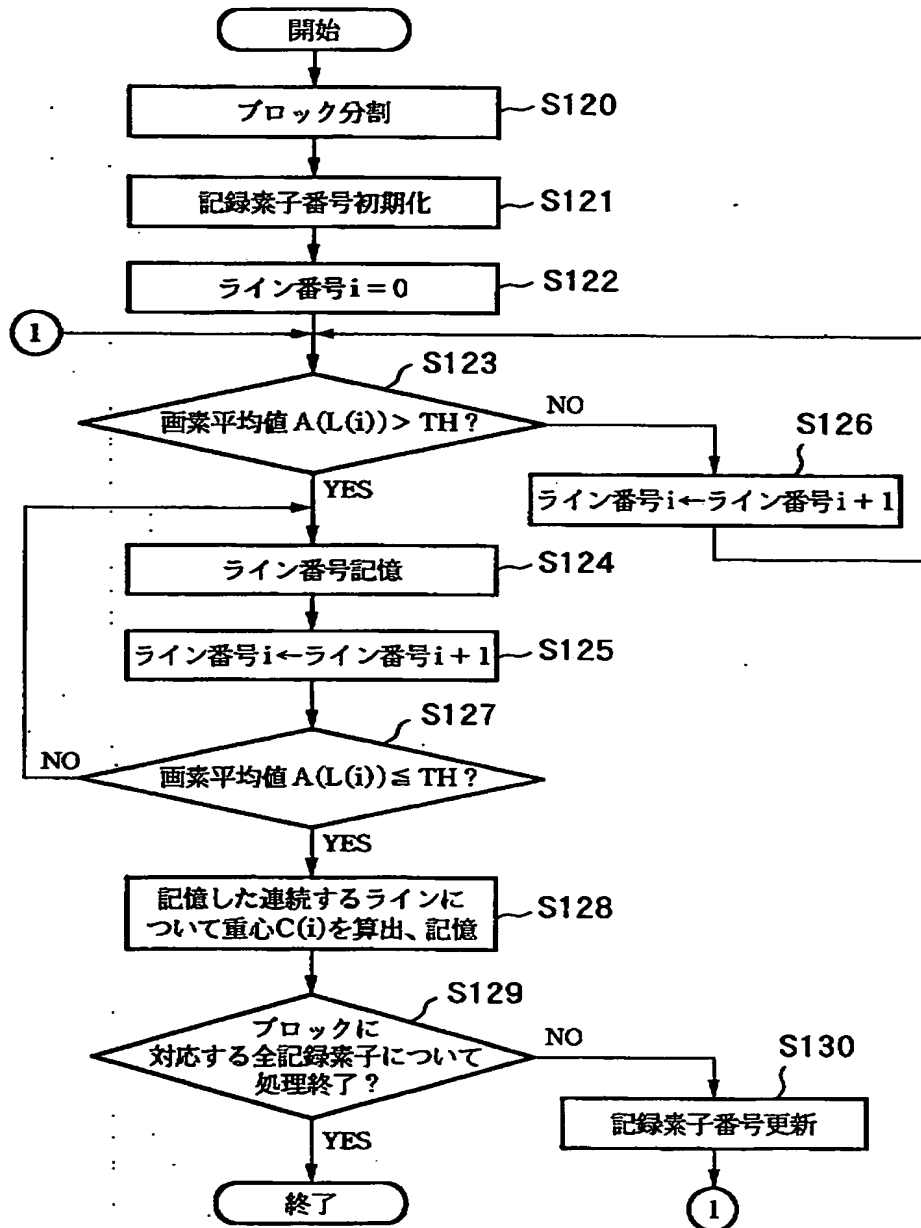 開始
ブロック分割
S120
記録素子番号初期化
S121
ライン番号i=0
S122
1
S123
画素平均値A(L(i))>TH?
NO
YES
S126
ライン番号i←ライン番号i+1
ライン番号記憶
S124
ライン番号i←ライン番号i+1
S125
S127
NO
画素平均値A(L(i))≦TH?
YES
記憶した連続するラインに
ついて重心C(i)を算出、記憶
S128
S129
ブロックに
対応する全記録素子について
処理終了?
NO
YES
S130
記録素子番号更新
終了
1